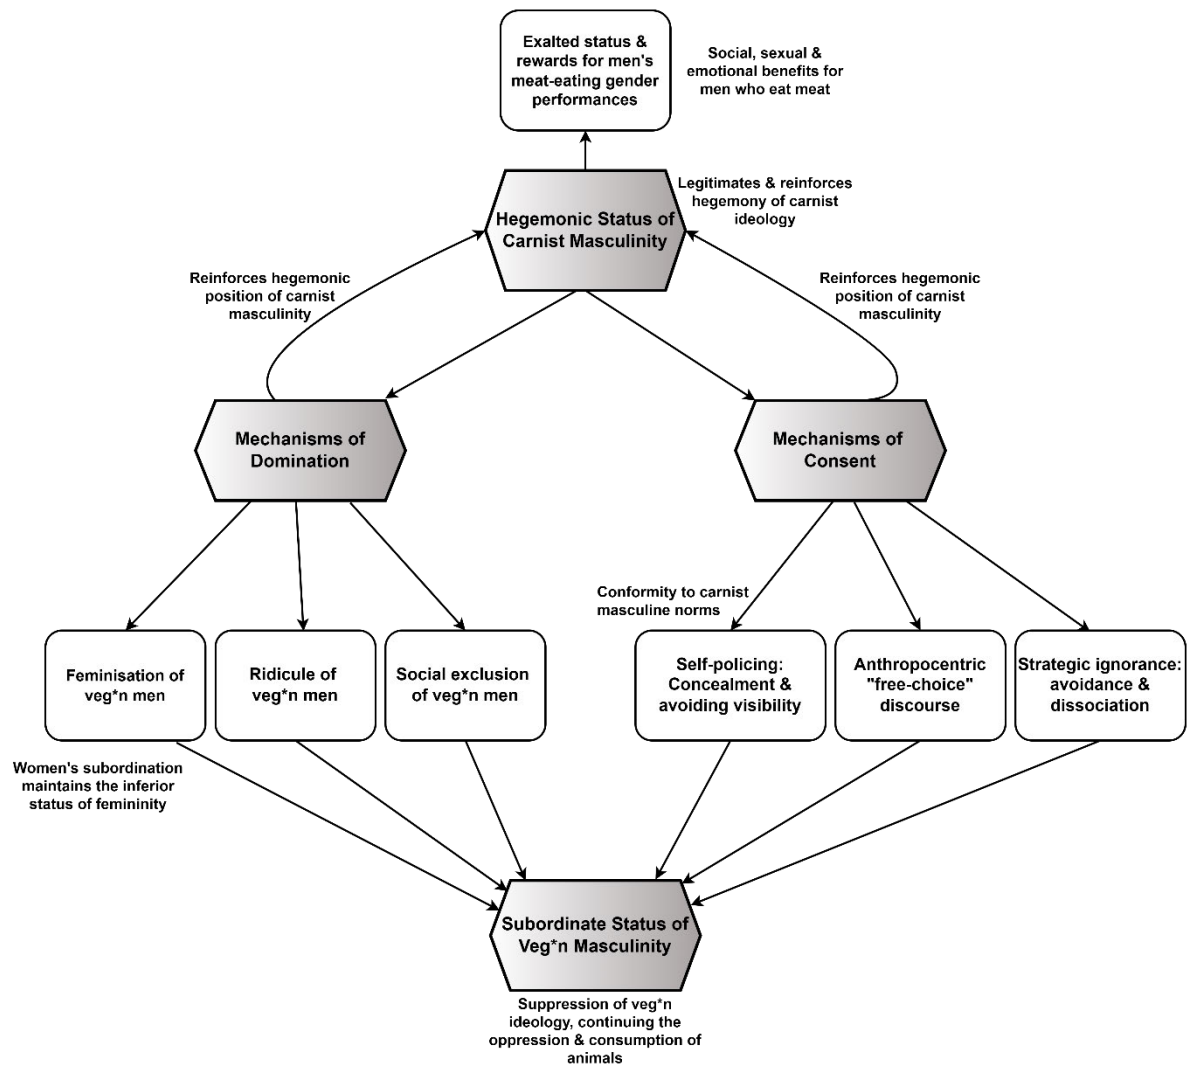 Exalted status &
rewards for men's
meat-eating gender
performances
Social, sexual &
emotional benefits for
men who eat meat
Hegemonic Status of
Carnist Masculinity
Legitimates & reinforces
hegemony of carnist
ideology
Reinforces hegemonic
position of carnist
masculinity
Reinforces hegemonic
position of carnist
masculinity
Mechanisms of
Domination
Mechanisms of
Consent
Conformity to carnist
masculine norms
Feminisation of
veg*n men
Ridicule of
veg*n men
Social exclusion
of veg*n men
Self-policing:
Concealment &
avoiding visibility
Anthropocentric
"free-choice"
discourse
Strategic ignorance:
avoidance &
dissociation
Women's subordination
maintains the inferior
status of femininity
Subordinate Status of
Veg*n Masculinity
Suppression of veg*n
ideology, continuing the
oppression & consumption of
animals